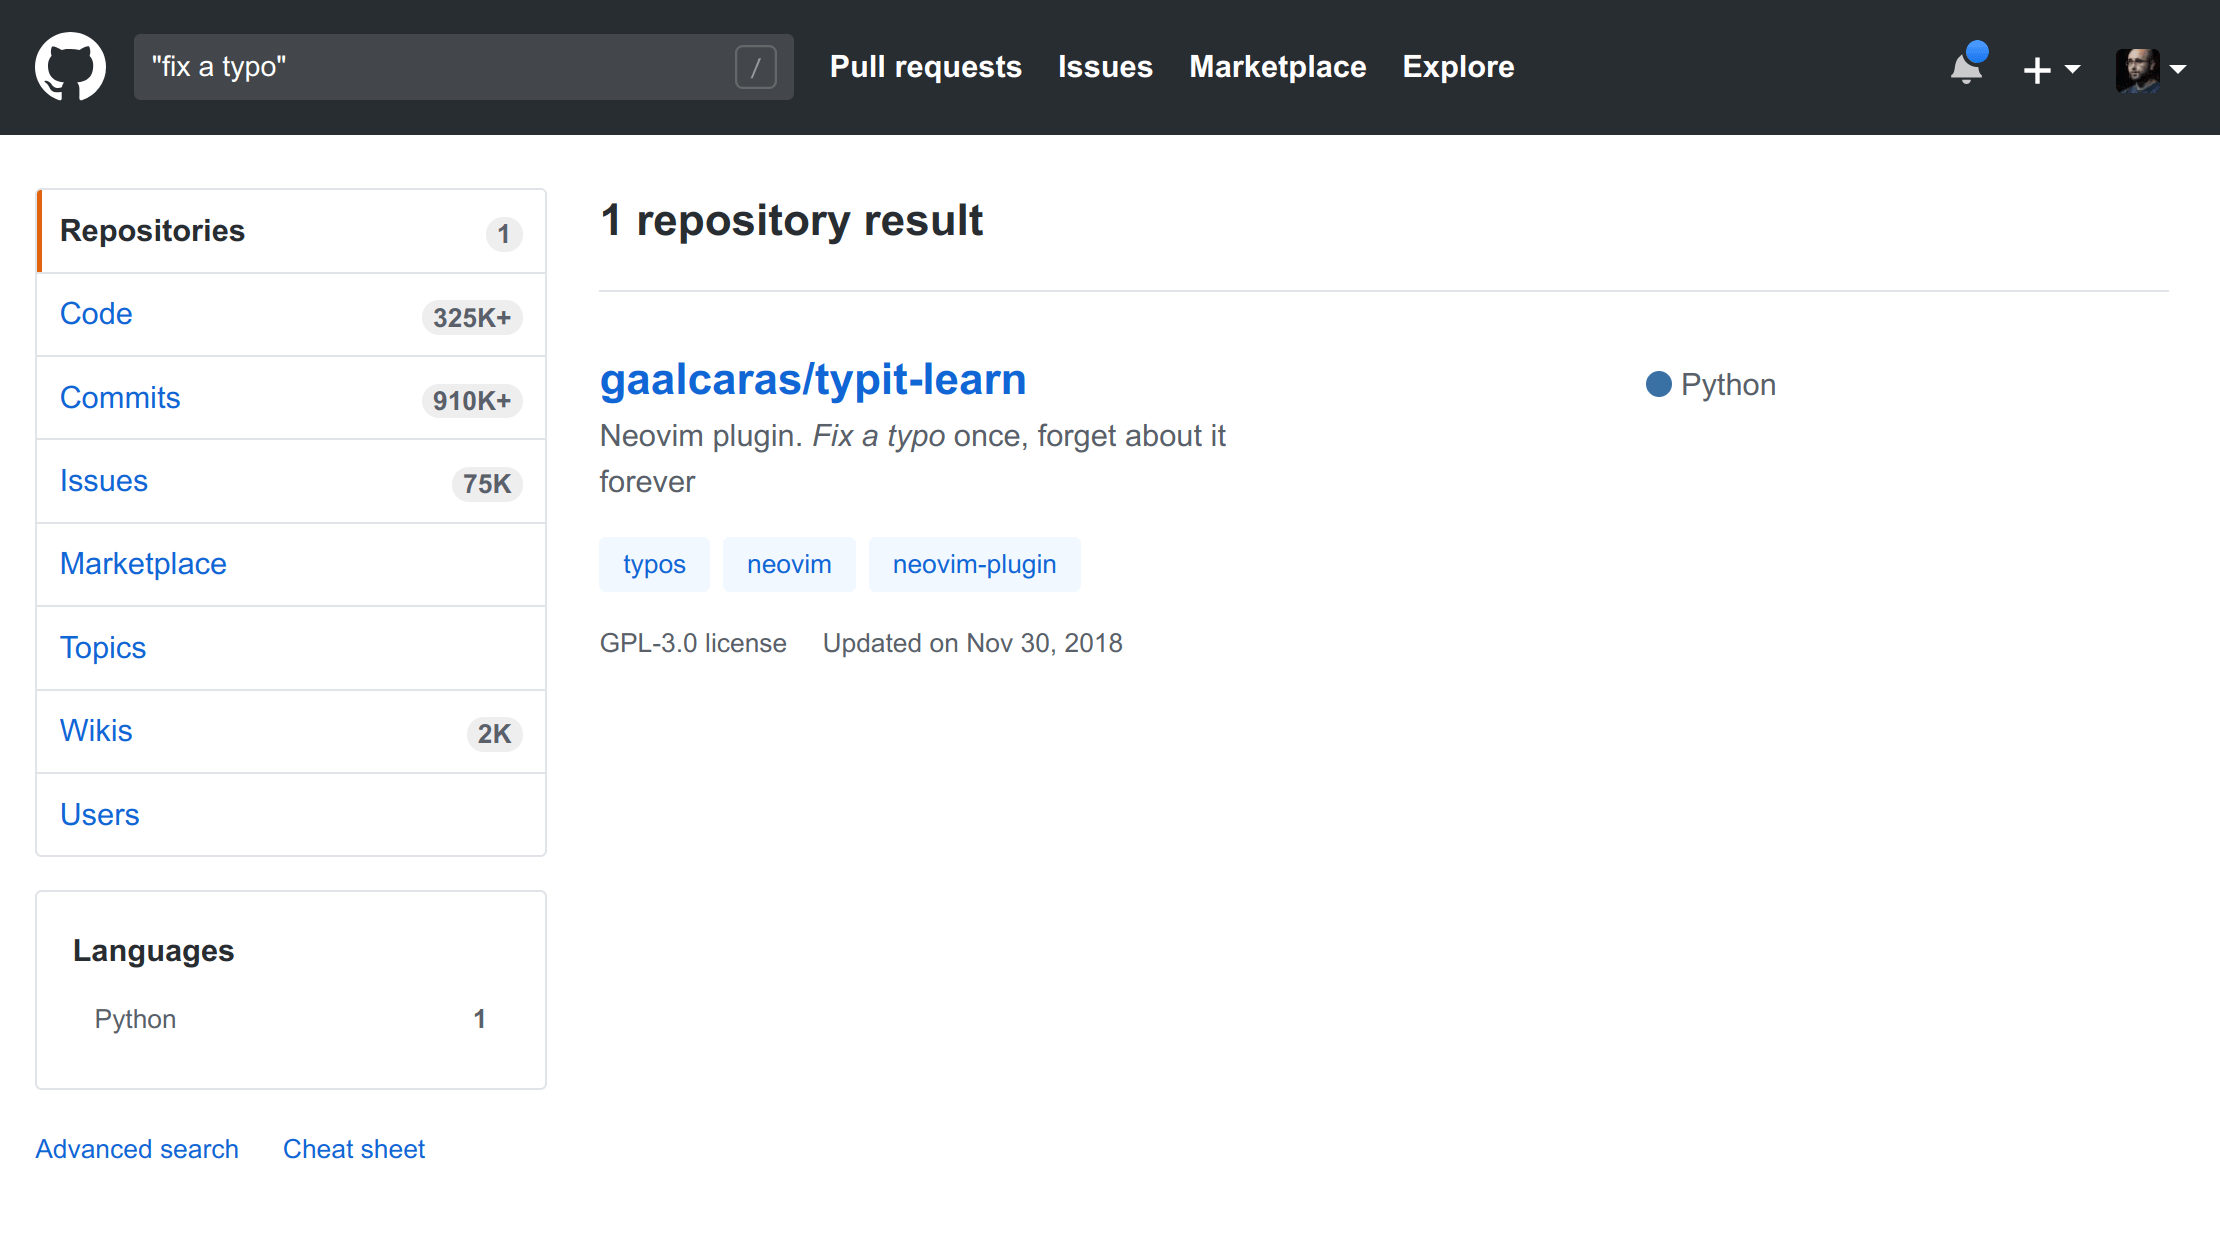 "fix a typo" /
Pull requests Issues Marketplace Explore
Repositories 1
Code 325K+
Commits 910K+
Issues 75K
Marketplace
Topics
Wikis 2K
Users
Languages
Python 1
Advanced search Cheat sheet
1 repository result
gaalcaras/typit-learn
Python
Neovim plugin. Fix a typo once, forget about it
forever
typos neovim neovim-plugin
GPL-3.0 license Updated on Nov 30, 2018